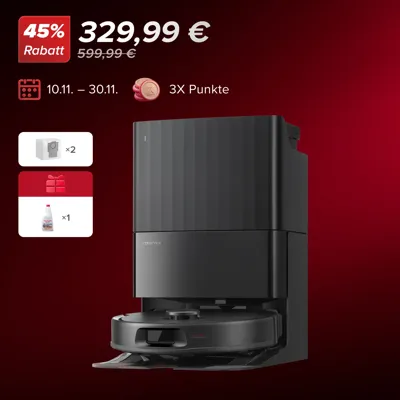 45%
Rabatt
329,99 €
599,99 €
10.11. – 30.11.
3X Punkte
×2
×1